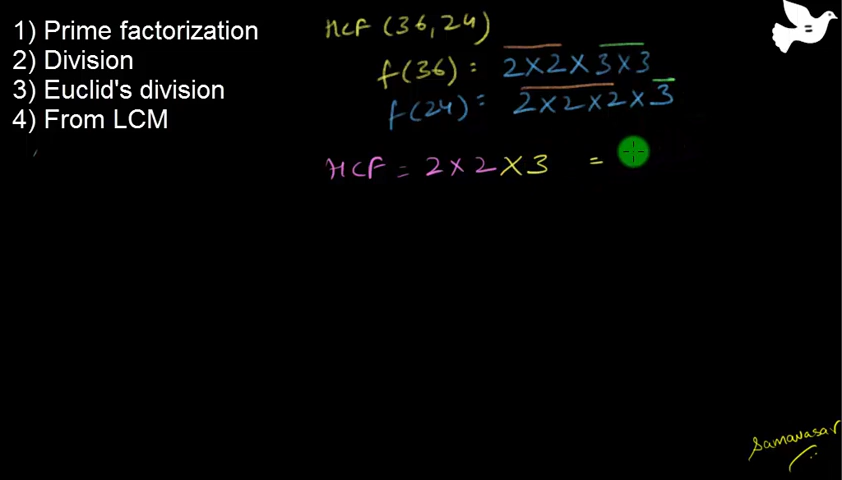 1) Prime factorization
2) Division
3) Euclid's division
4) From LCM
HCF (36,24)
f(36) = 2×2×3×3
f(24) = 2×2×2×3
HCF = 2×2×3 =
Samavasar